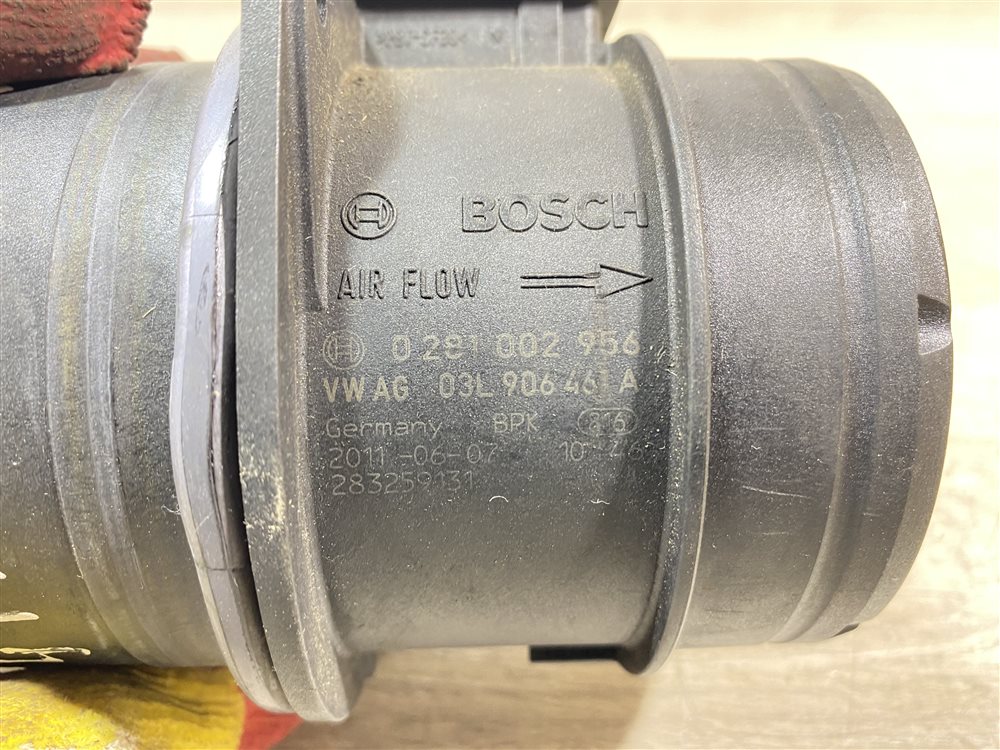 BOSCH
AIR FLOW
0 281 002 956
VW AG 03L 906 461 A
Germany BPK
2011-06-07
283259131